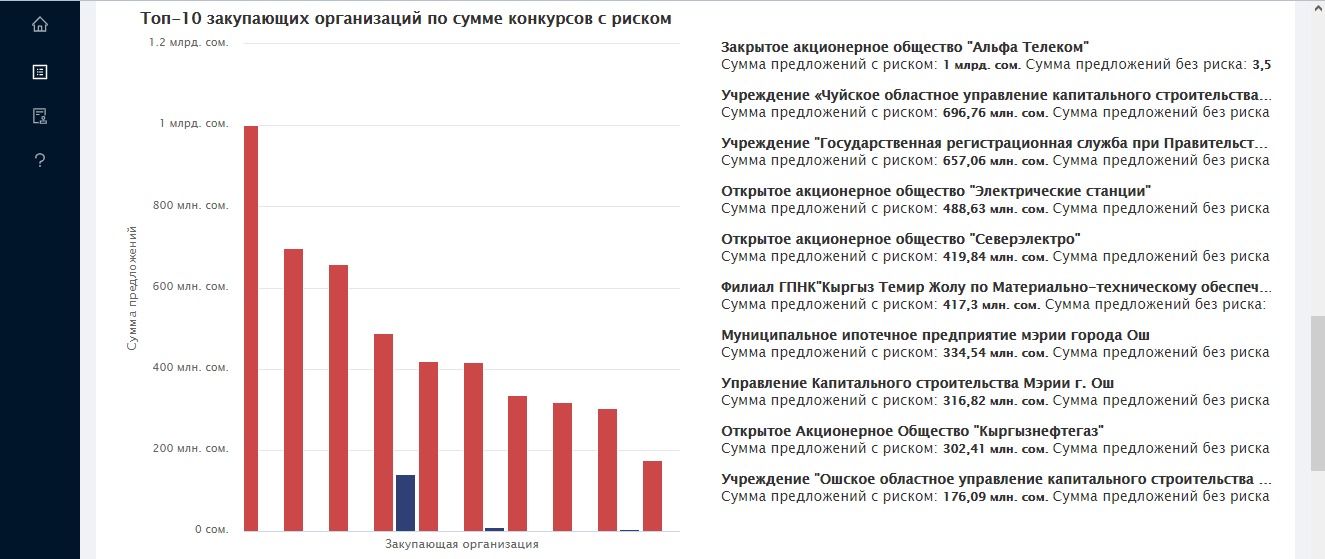 Топ-10 закупающих организаций по сумме конкурсов с риском
1.2 млрд. сом.
1 млрд. сом.
800 млн. сом.
600 млн. сом.
400 млн. сом.
200 млн. сом.
0 сом.
Сумма предложений
Закупающая организация
Закрытое акционерное общество "Альфа Телеком"
Сумма предложений с риском: 1 млрд. сом. Сумма предложений без риска: 3,5
Учреждение «Чуйское областное управление капитального строительства...
Сумма предложений с риском: 696,76 млн. сом. Сумма предложений без риска
Учреждение "Государственная регистрационная служба при Правительст...
Сумма предложений с риском: 657,06 млн. сом. Сумма предложений без риска
Открытое акционерное общество "Электрические станции"
Сумма предложений с риском: 488,63 млн. сом. Сумма предложений без риска
Открытое акционерное общество "Северэлектро"
Сумма предложений с риском: 419,84 млн. сом. Сумма предложений без риска
Филиал ГПНК"Кыргыз Темир Жолу по Материально-техническому обеспеч...
Сумма предложений с риском: 417,3 млн. сом. Сумма предложений без риска:
Муниципальное ипотечное предприятие мэрии города Ош
Сумма предложений с риском: 334,54 млн. сом. Сумма предложений без риска
Управление Капитального строительства Мэрии г. Ош
Сумма предложений с риском: 316,82 млн. сом. Сумма предложений без риска
Открытое Акционерное Общество "Кыргызнефтегаз"
Сумма предложений с риском: 302,41 млн. сом. Сумма предложений без риска
Учреждение "Ошское областное управление капитального строительства ...
Сумма предложений с риском: 176,09 млн. сом. Сумма предложений без риска